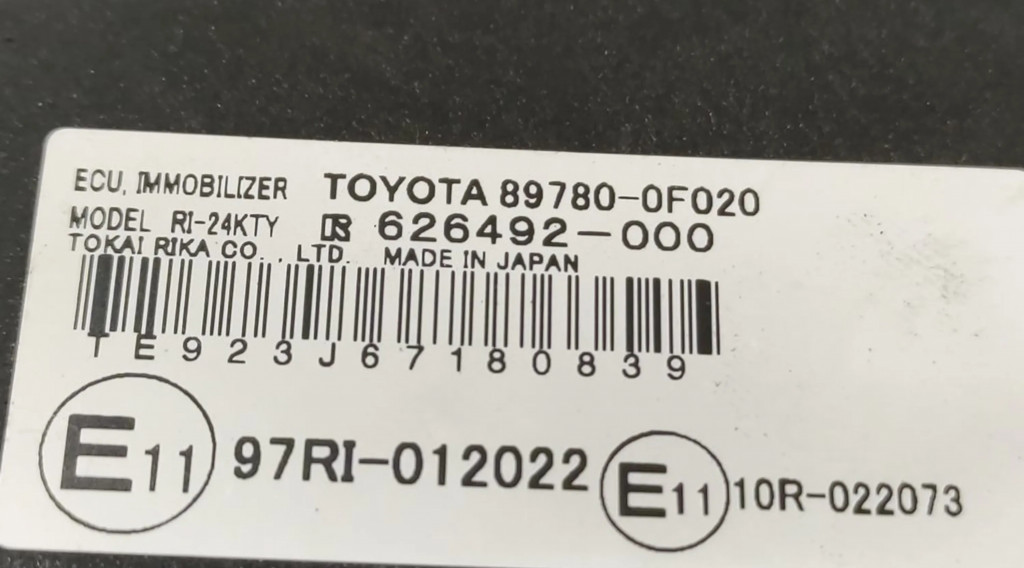 ECU, IMMOBILIZER TOYOTA 89780-0F020
MODEL RI-24KTY 626492-000
TOKAI RIKA CO., LTD. MADE IN JAPAN
TE923J67180839
E11 97RI-012022 E11 10R-022073